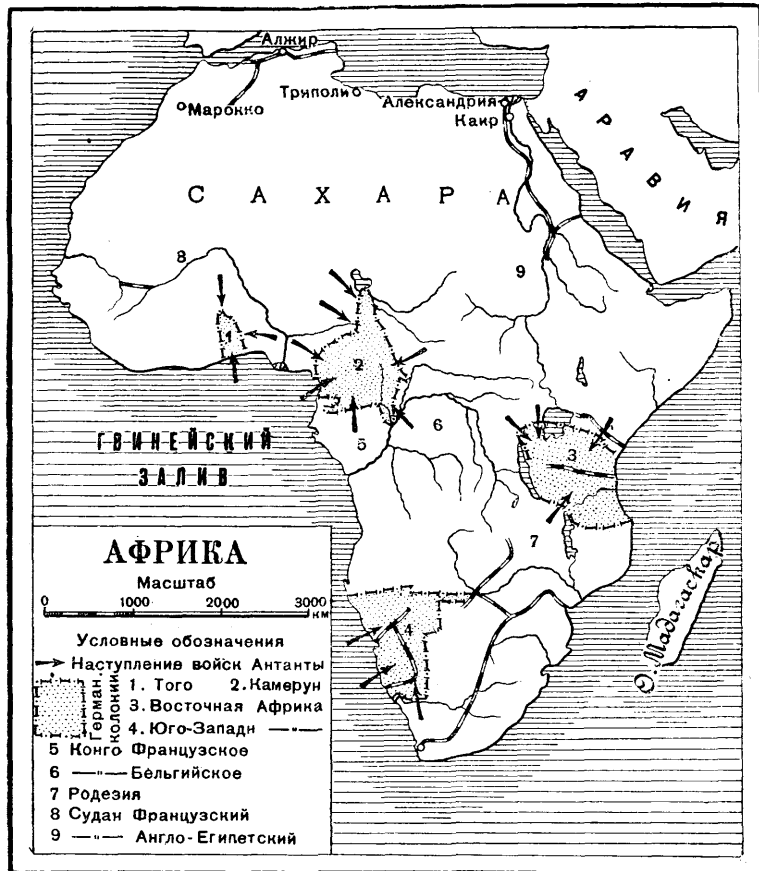 Алжир
Марокко
Триполи
Александрия
Каир
АРАВИЯ
САХАРА
8
9
1
2
6
5
3
ГВИНЕЙСКИЙ
ЗАЛИВ
7
4
О. Мадагаскар
АФРИКА
Масштаб
0 1000 2000 3000
км
Условные обозначения
Наступление войск Антанты
Герман. колонии
1. Того 2. Камерун
3. Восточная Африка
4. Юго-Западн —"—
5 Конго Французское
6 —"— Бельгийское
7 Родезия
8 Судан Французский
9 —"— Англо-Египетский